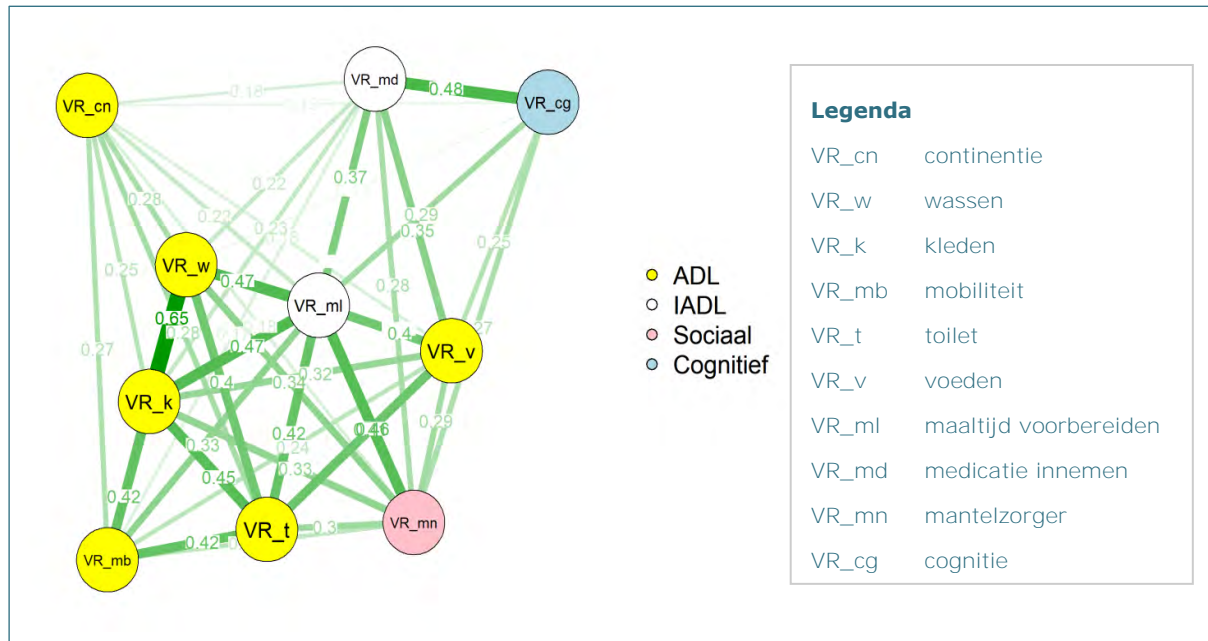 VR_md
VR_cg
VR_cn
0.18
0.48
0.37
0.22
0.28
0.22
0.23
0.29
0.35
0.25
0.25
VR_w
0.47
VR_ml
0.28
0.4
VR_v
0.65
0.28
0.27
0.47
0.32
0.27
VR_k
0.4
0.34
0.42
0.46
0.29
0.33
0.24
0.33
0.45
0.42
VR_t
VR_mn
0.42
0.3
VR_mb
ADL
IADL
Sociaal
Cognitief
Legenda
VR_cn continentie
VR_w wassen
VR_k kleden
VR_mb mobiliteit
VR_t toilet
VR_v voeden
VR_ml maaltijd voorbereiden
VR_md medicatie innemen
VR_mn mantelzorger
VR_cg cognitie